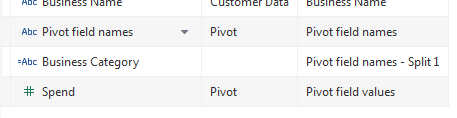 Abc Business Name Customer Data Business Name
Abc Pivot field names Pivot Pivot field names
=Abc Business Category Pivot field names - Split 1
# Spend Pivot Pivot field values